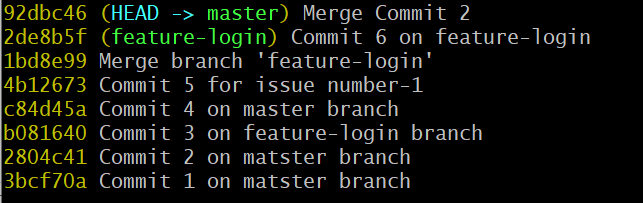 92dbc46 (HEAD -> master) Merge Commit 2
2de8b5f (feature-login) Commit 6 on feature-login
1bd8e99 Merge branch 'feature-login'
4b12673 Commit 5 for issue number-1
c84d45a Commit 4 on master branch
b081640 Commit 3 on feature-login branch
2804c41 Commit 2 on matster branch
3bcf70a Commit 1 on matster branch